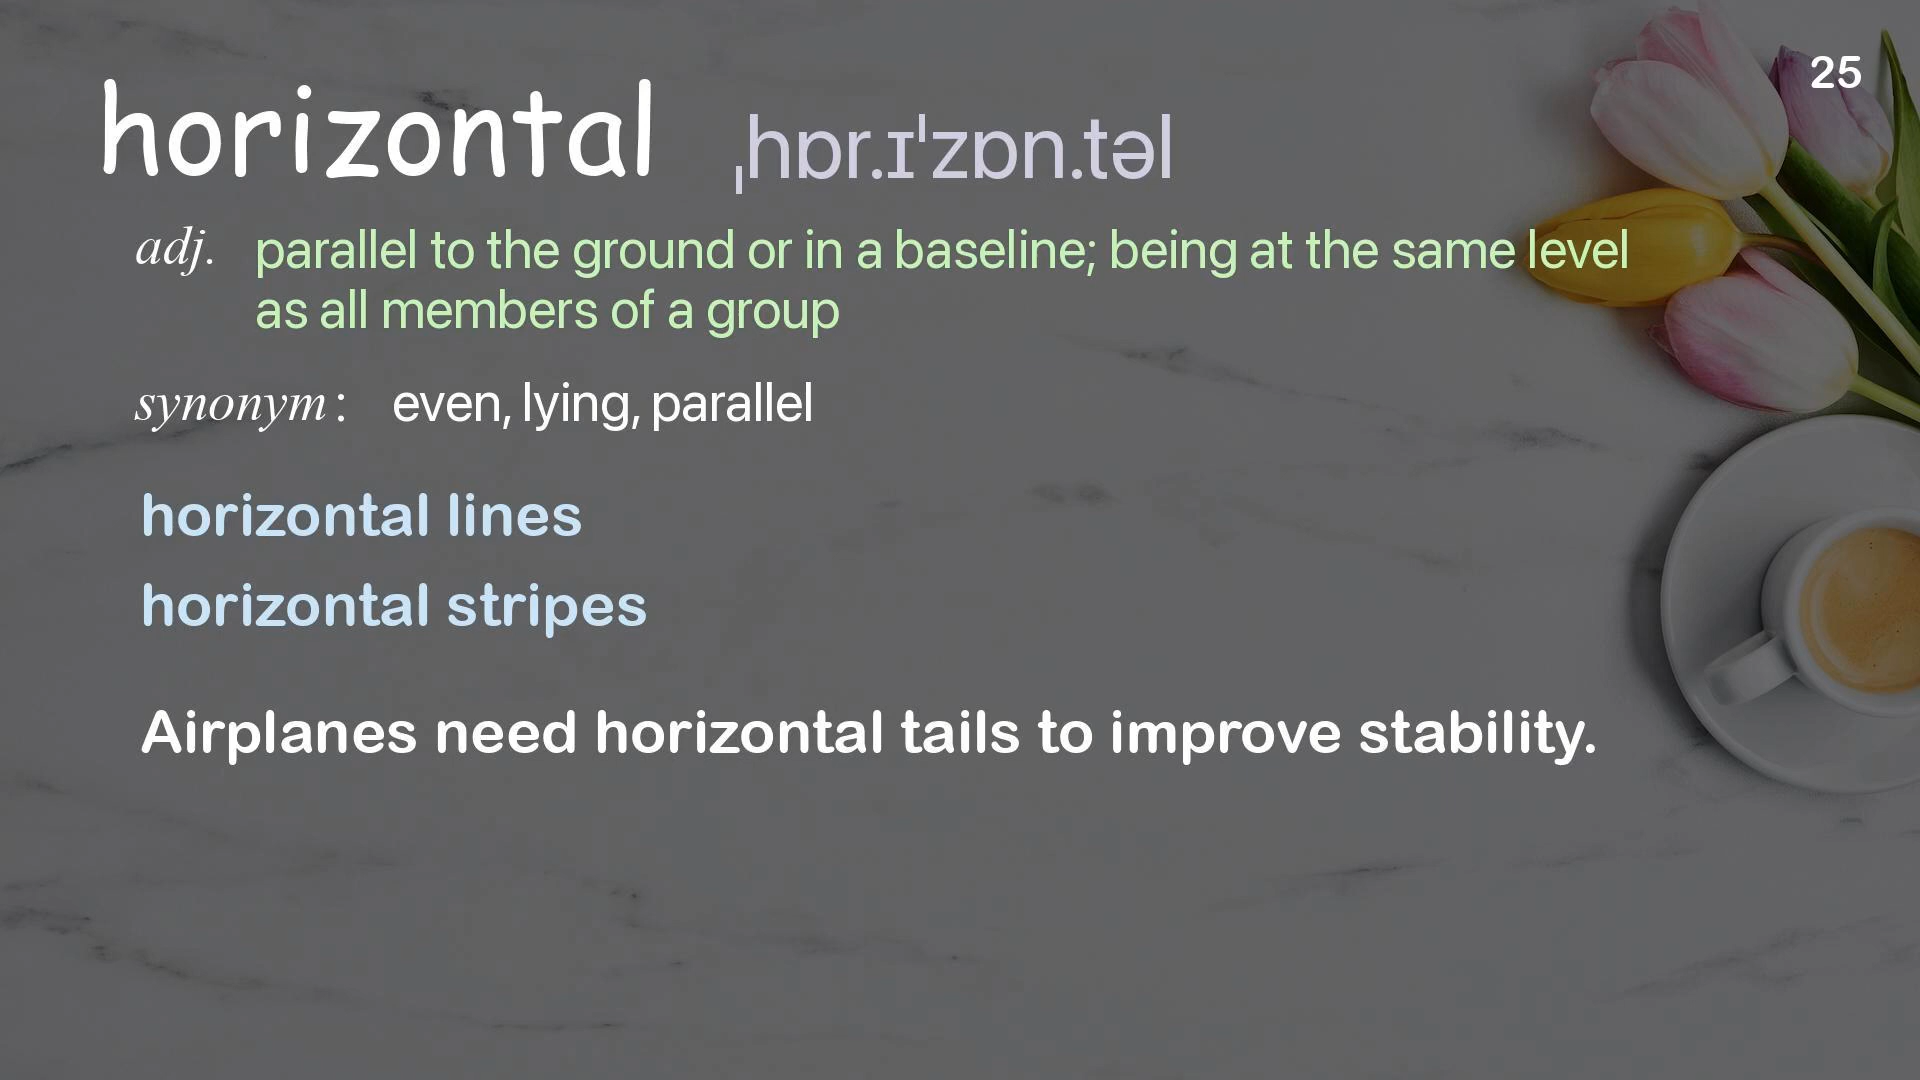 25
horizontal ˌhɒr.ɪˈzɒn.təl
adj. parallel to the ground or in a baseline; being at the same level
as all members of a group
synonym: even, lying, parallel
horizontal lines
horizontal stripes
Airplanes need horizontal tails to improve stability.